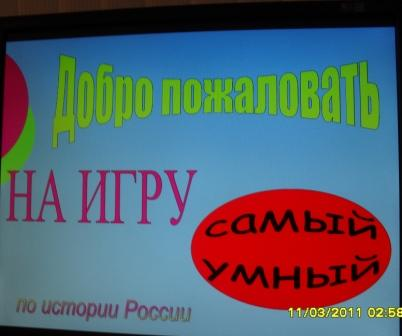 Добро пожаловать
НА ИГРУ
самый
умный
по истории России
11/03/2011 02:58